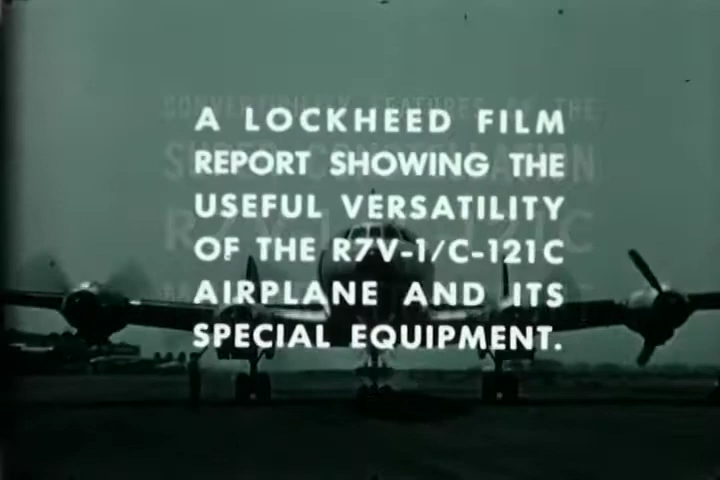 A LOCKHEED FILM
REPORT SHOWING THE
USEFUL VERSATILITY
OF THE R7V-1/C-121C
AIRPLANE AND ITS
SPECIAL EQUIPMENT.